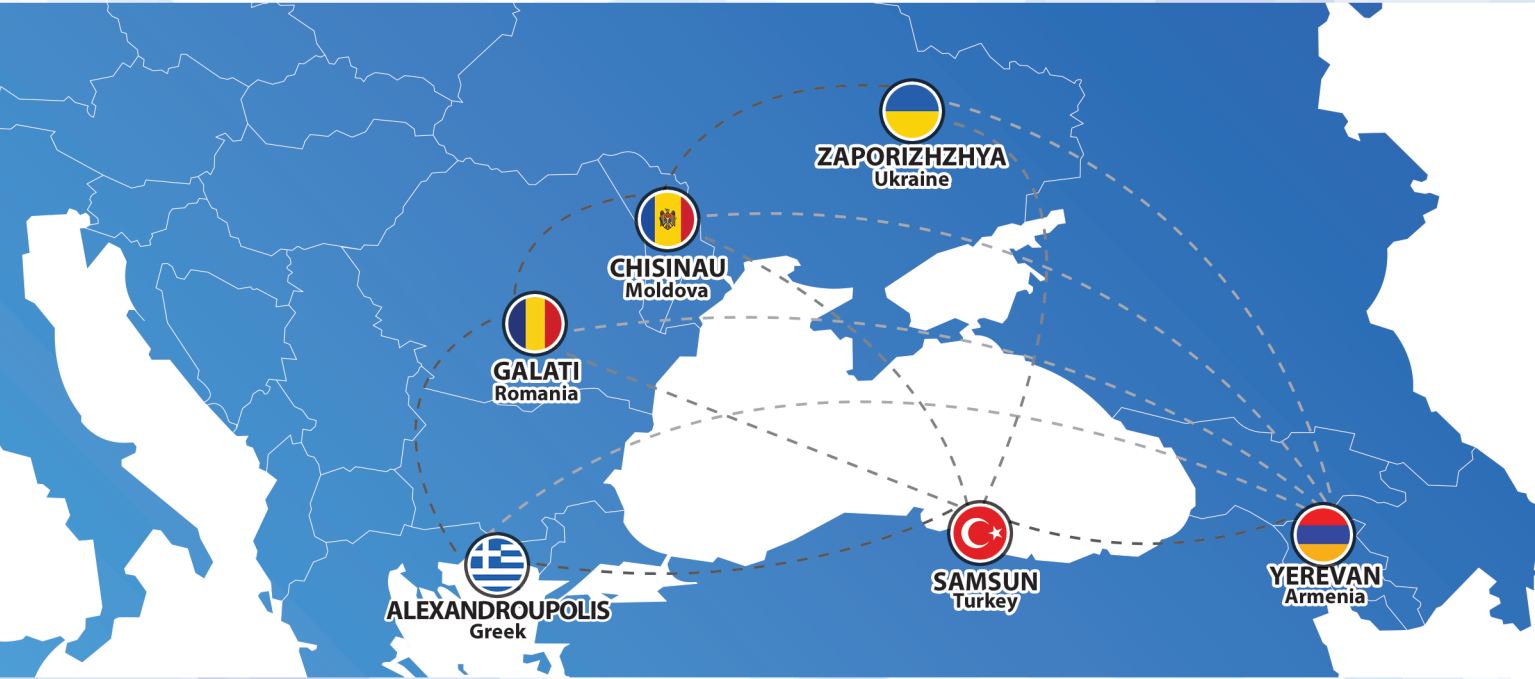 ZAPORIZHZHYA
Ukraine
CHISINAU
Moldova
GALATI
Romania
SAMSUN
Turkey
YEREVAN
Armenia
ALEXANDROUPOLIS
Greek